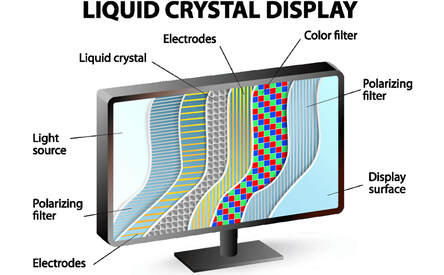 LIQUID CRYSTAL DISPLAY
Electrodes
Color filter
Liquid crystal
Polarizing
filter
Light
source
Display
surface
Polarizing
filter
Electrodes